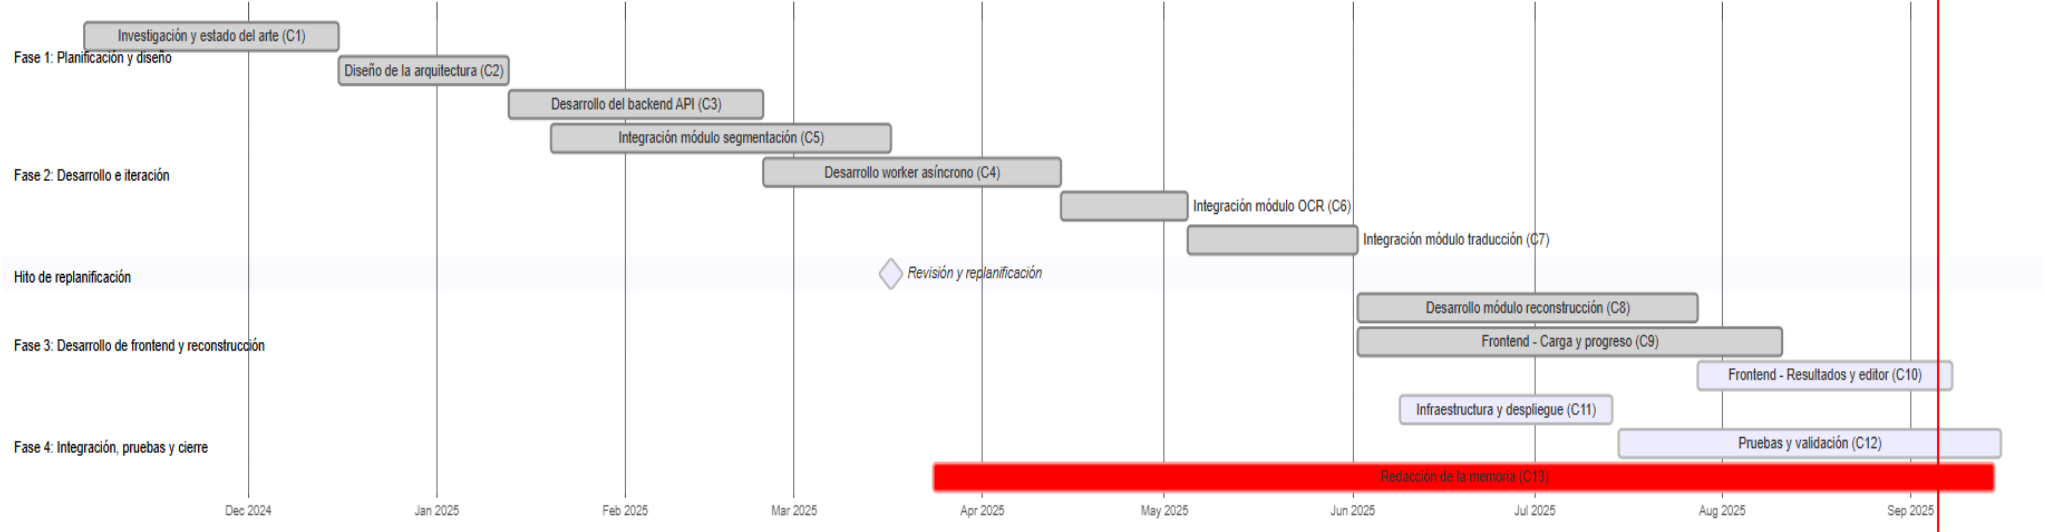 Investigación y estado del arte (C1)
Fase 1: Planificación y diseño
Diseño de la arquitectura (C2)
Desarrollo del backend API (C3)
Integración módulo segmentación (C5)
Desarrollo worker asíncrono (C4)
Fase 2: Desarrollo e iteración
Integración módulo OCR (C6)
Integración módulo traducción (C7)
Hito de replanificación
Revisión y replanificación
Desarrollo módulo reconstrucción (C8)
Frontend - Carga y progreso (C9)
Fase 3: Desarrollo de frontend y reconstrucción
Frontend - Resultados y editor (C10)
Infraestructura y despliegue (C11)
Pruebas y validación (C12)
Fase 4: Integración, pruebas y cierre
Redacción de la memoria (C13)
Dec 2024 Jan 2025 Feb 2025 Mar 2025 Apr 2025 May 2025 Jun 2025 Jul 2025 Aug 2025 Sep 2025